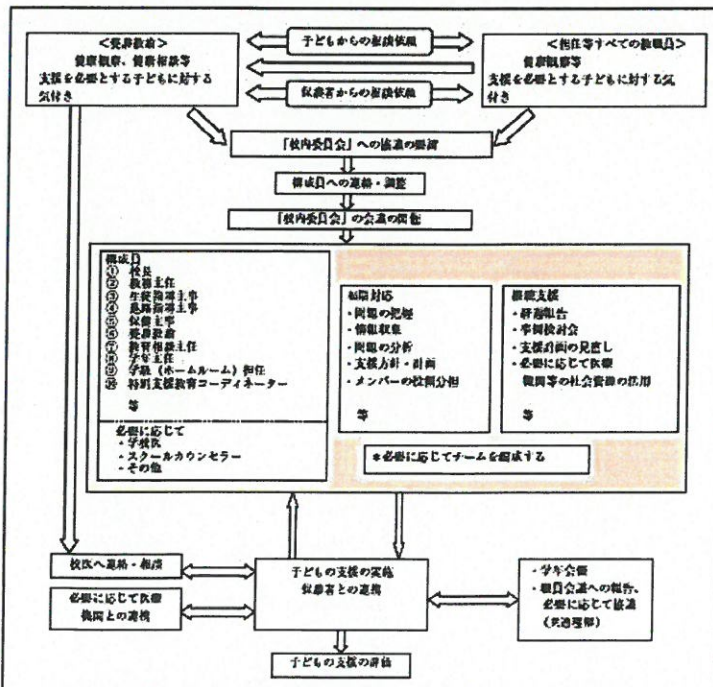 ＜養護教諭＞
健康観察、健康相談等
支援を必要とする子どもに対する
気付き
子どもからの相談依頼
保護者からの相談依頼
＜担任等すべての教職員＞
健康観察等
支援を必要とする子どもに対する気
付き
「校内委員会」への協議の要請
構成員への連絡・調整
「校内委員会」の会議の開催
構成員
① 校長
② 教務主任
③ 生徒指導主事
④ 進路指導主事
⑤ 保健主事
⑥ 養護教諭
⑦ 教育相談主任
⑧ 学年主任
⑨ 学級（ホームルーム）担任
⑩ 特別支援教育コーディネーター
等
必要に応じて
・学校医
・スクールカウンセラー
・その他
初期対応
・問題の把握
・情報収集
・問題の分析
・支援方針・計画
・メンバーの役割分担
等
継続支援
・経過報告
・事例検討会
・支援計画の見直し
・必要に応じて医療
機関等の社会資源の活用
等
＊必要に応じてチームを編成する
校医へ連絡・相談
必要に応じて医療
機関との連携
子どもの支援の実施
保護者との連携
・学年会議
・職員会議への報告、
必要に応じて協議
(共通理解)
子どもの支援の評価